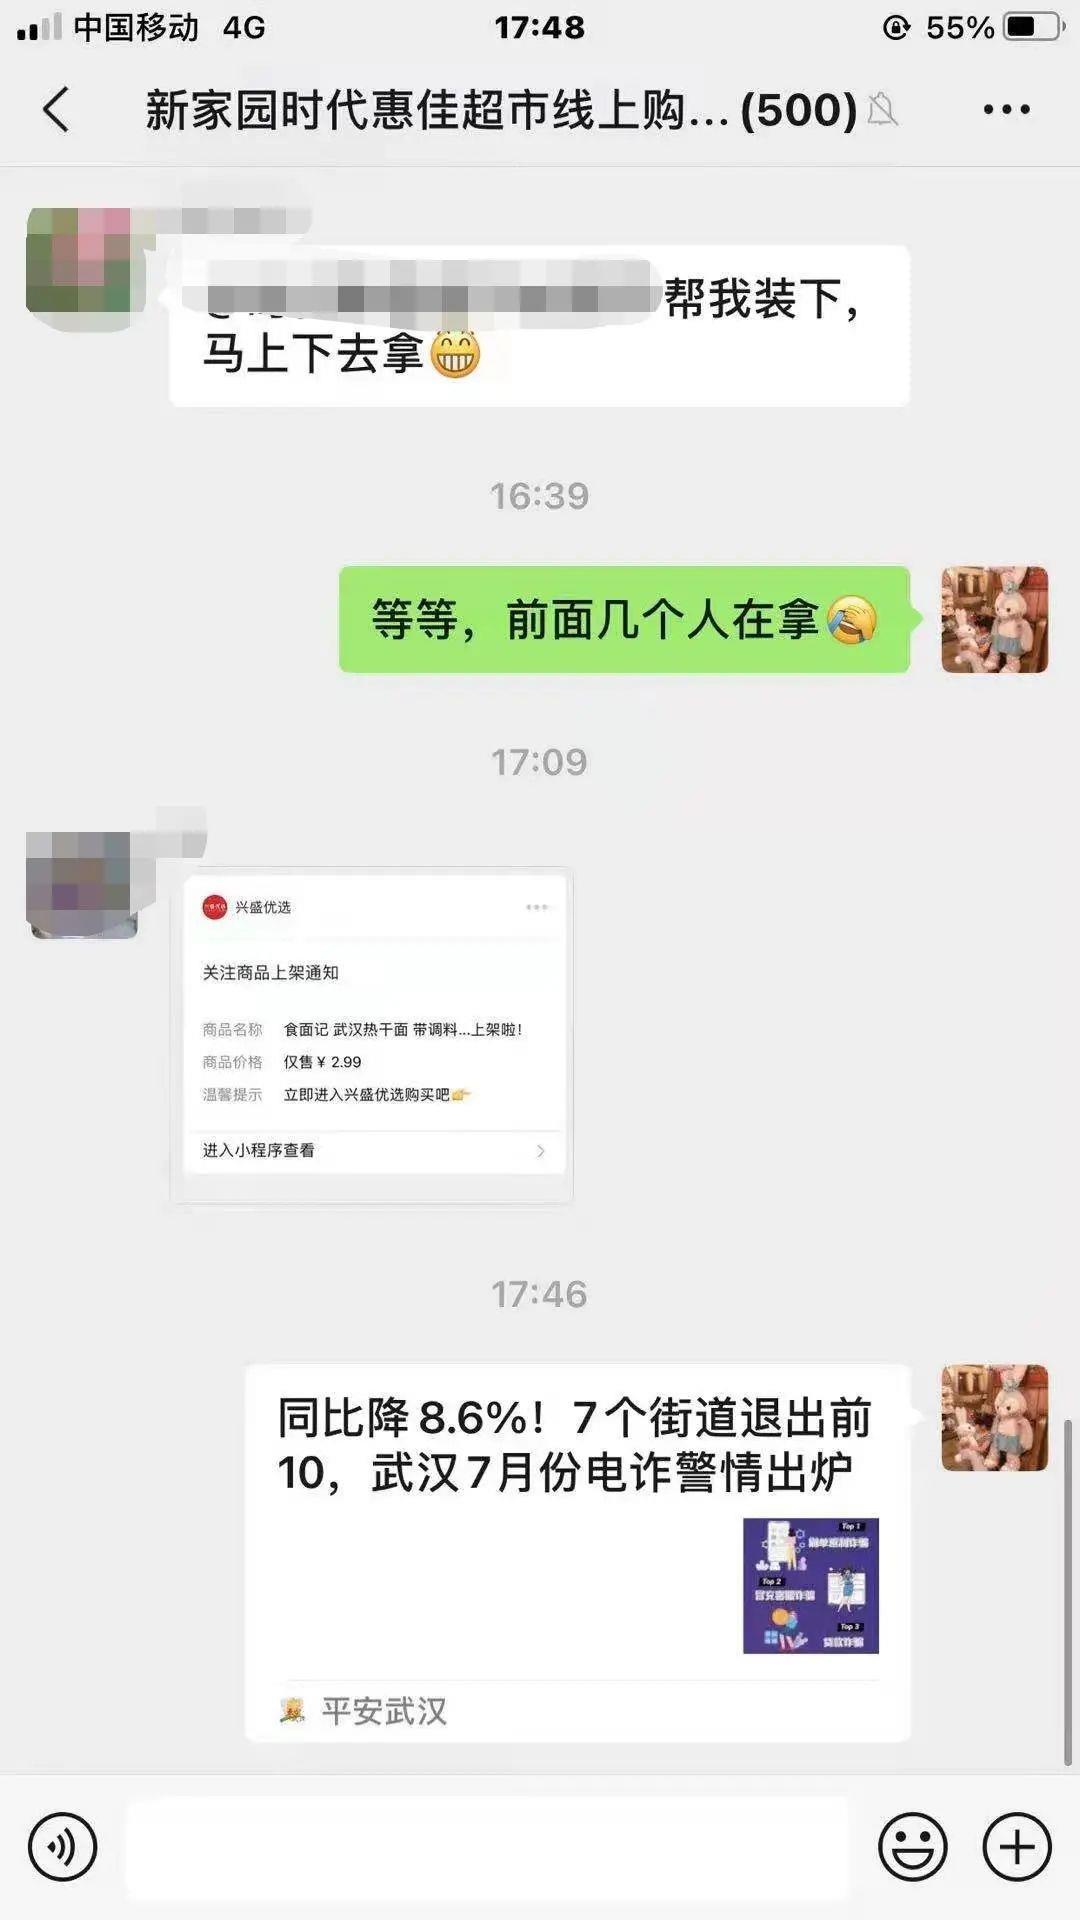 中国移动 4G 17:48 55%
新家园时代惠佳超市线上购...(500)
帮我装下,
马上下去拿😁
16:39
等等，前面几个人在拿🤦
17:09
兴盛优选
关注商品上架通知
商品名称 食面记 武汉热干面 带调料...上架啦！
商品价格 仅售¥ 2.99
温馨提示 立即进入兴盛优选购买吧👉
进入小程序查看
17:46
同比降8.6%！7个街道退出前
10，武汉7月份电诈警情出炉
Top 1
刷单返利诈骗
Top 2
冒充客服诈骗
Top 3
贷款诈骗
平安武汉